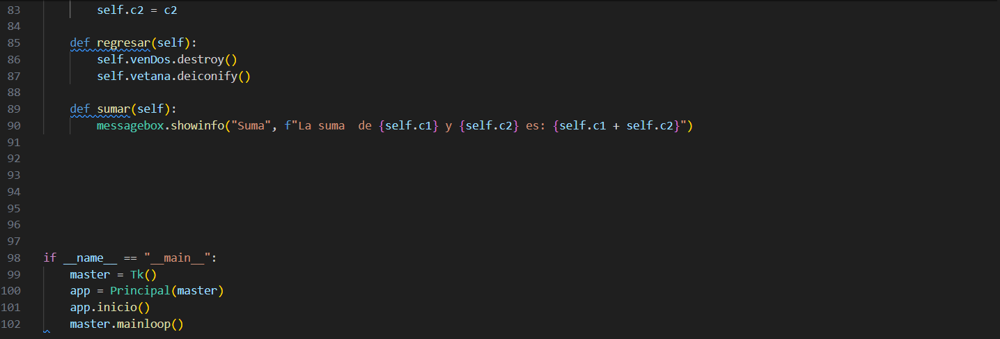 83 self.c2 = c2
84
85 def regresar(self):
86 self.venDos.destroy()
87 self.vetana.deiconify()
88
89 def sumar(self):
90 messagebox.showinfo("Suma", f"La suma  de {self.c1} y {self.c2} es: {self.c1 + self.c2}")
91
92
93
94
95
96
97
98 if __name__ == "__main__":
99 master = Tk()
100 app = Principal(master)
101 app.inicio()
102 master.mainloop()